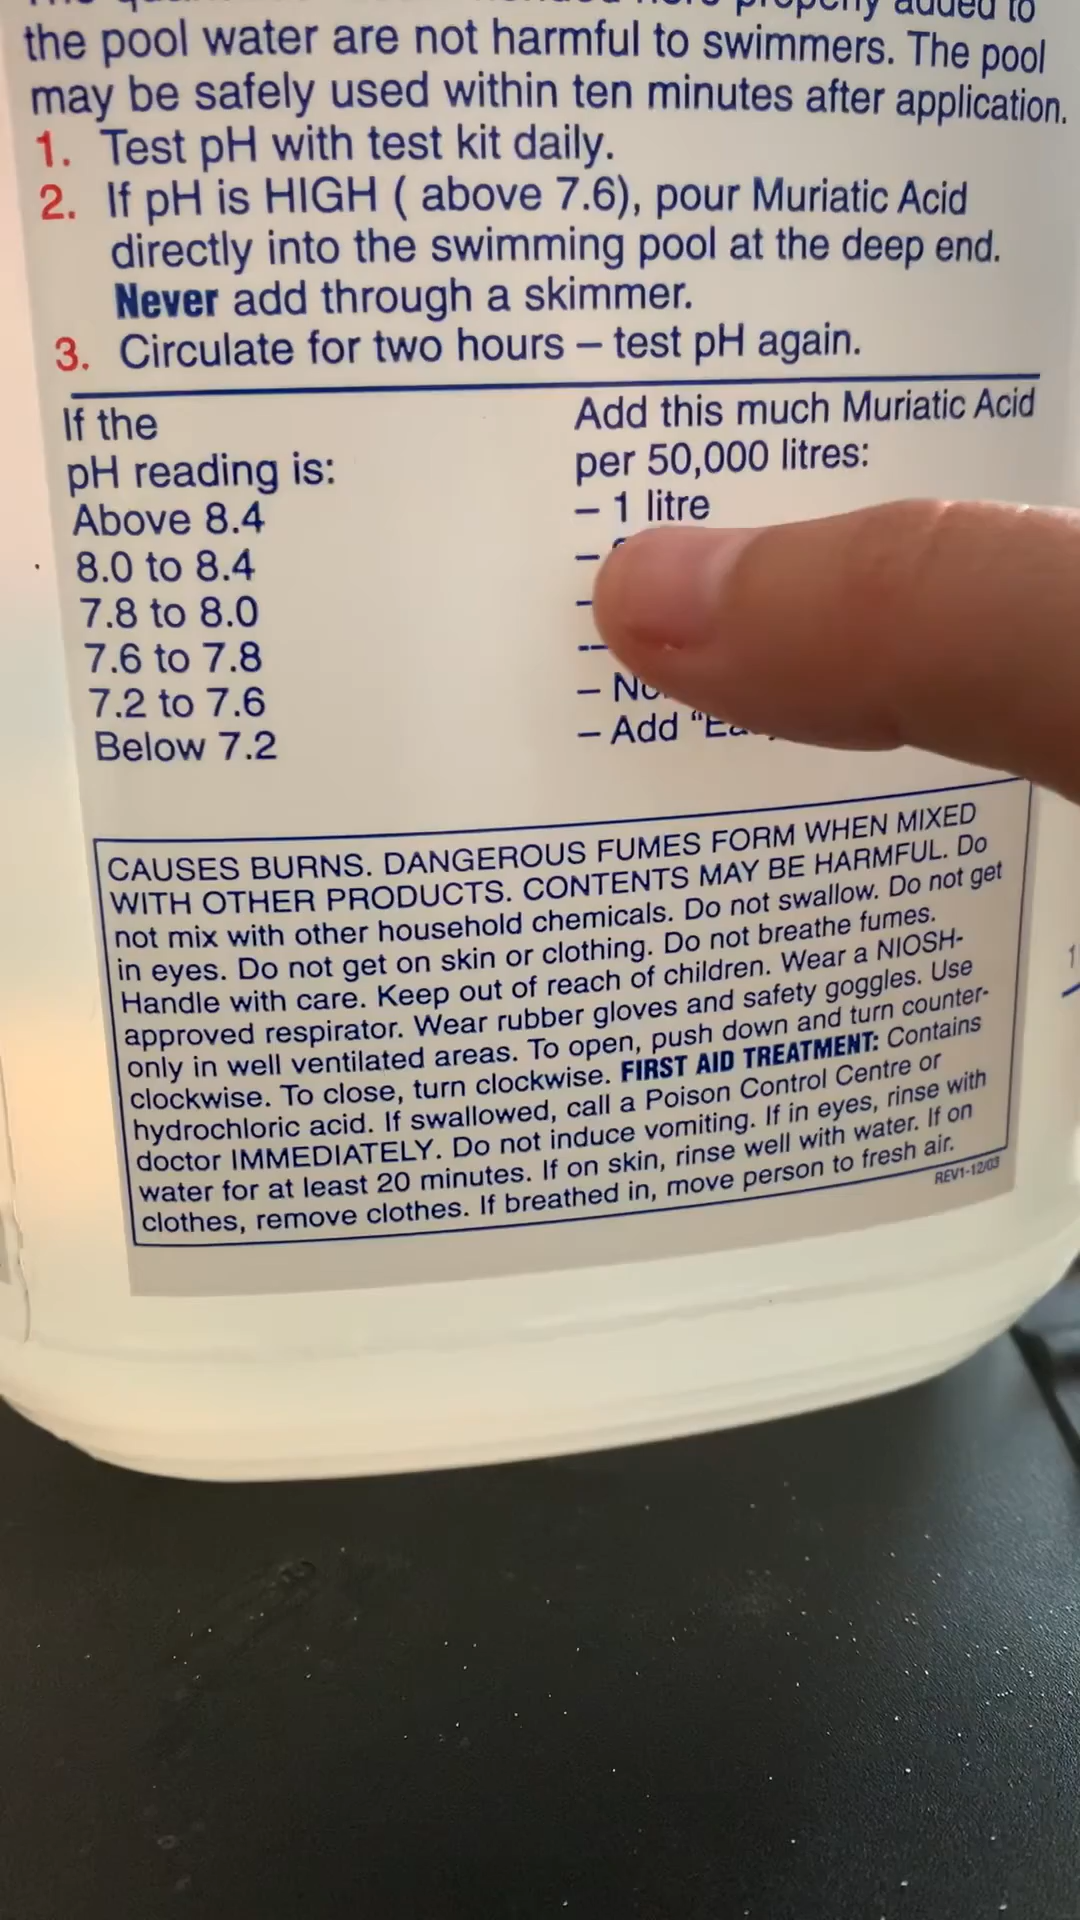 the pool water are not harmful to swimmers. The pool
may be safely used within ten minutes after application.
1. Test pH with test kit daily.
2. If pH is HIGH ( above 7.6), pour Muriatic Acid
directly into the swimming pool at the deep end.
Never add through a skimmer.
3. Circulate for two hours – test pH again.
If the
pH reading is:
Add this much Muriatic Acid
per 50,000 litres:
Above 8.4 – 1 litre
8.0 to 8.4 –
7.8 to 8.0 –
7.6 to 7.8 –
7.2 to 7.6 –
Below 7.2 – Add
CAUSES BURNS. DANGEROUS FUMES FORM WHEN MIXED
WITH OTHER PRODUCTS. CONTENTS MAY BE HARMFUL. Do
not mix with other household chemicals. Do not swallow. Do not get
in eyes. Do not get on skin or clothing. Do not breathe fumes.
Handle with care. Keep out of reach of children. Wear a NIOSH-
approved respirator. Wear rubber gloves and safety goggles. Use
only in well ventilated areas. To open, push down and turn counter-
clockwise. To close, turn clockwise. FIRST AID TREATMENT: Contains
hydrochloric acid. If swallowed, call a Poison Control Centre or
doctor IMMEDIATELY. Do not induce vomiting. If in eyes, rinse with
water for at least 20 minutes. If on skin, rinse well with water. If on
clothes, remove clothes. If breathed in, move person to fresh air.
REV1-12/03